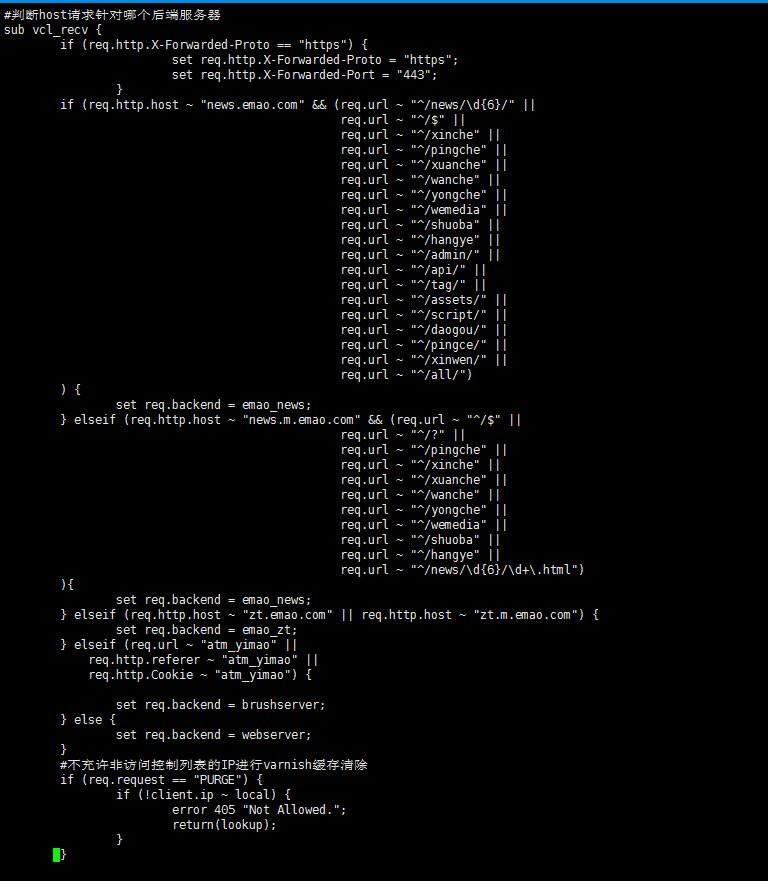 #判断host请求针对哪个后端服务器
sub vcl_recv {
        if (req.http.X-Forwarded-Proto == "https") {
                        set req.http.X-Forwarded-Proto = "https";
                        set req.http.X-Forwarded-Port = "443";
                }
        if (req.http.host ~ "news.emao.com" && (req.url ~ "^/news/\d{6}/" ||
                                                req.url ~ "^/$" ||
                                                req.url ~ "^/xinche" ||
                                                req.url ~ "^/pingche" ||
                                                req.url ~ "^/xuanche" ||
                                                req.url ~ "^/wanche" ||
                                                req.url ~ "^/yongche" ||
                                                req.url ~ "^/wemedia" ||
                                                req.url ~ "^/shuoba" ||
                                                req.url ~ "^/hangye" ||
                                                req.url ~ "^/admin/" ||
                                                req.url ~ "^/api/" ||
                                                req.url ~ "^/tag/" ||
                                                req.url ~ "^/assets/" ||
                                                req.url ~ "^/script/" ||
                                                req.url ~ "^/daogou/" ||
                                                req.url ~ "^/pingce/" ||
                                                req.url ~ "^/xinwen/" ||
                                                req.url ~ "^/all/")
        ) {
                set req.backend = emao_news;
        } elseif (req.http.host ~ "news.m.emao.com" && (req.url ~ "^/$" ||
                                                req.url ~ "^/?" ||
                                                req.url ~ "^/pingche" ||
                                                req.url ~ "^/xinche" ||
                                                req.url ~ "^/xuanche" ||
                                                req.url ~ "^/wanche" ||
                                                req.url ~ "^/yongche" ||
                                                req.url ~ "^/wemedia" ||
                                                req.url ~ "^/shuoba" ||
                                                req.url ~ "^/hangye" ||
                                                req.url ~ "^/news/\d{6}/\d+\.html")
        ){
                set req.backend = emao_news;
        } elseif (req.http.host ~ "zt.emao.com" || req.http.host ~ "zt.m.emao.com") {
                set req.backend = emao_zt;
        } elseif (req.url ~ "atm_yimao" ||
            req.http.referer ~ "atm_yimao" ||
            req.http.Cookie ~ "atm_yimao") {
                set req.backend = brushserver;
        } else {
                set req.backend = webserver;
        }
        #不充许非访问控制列表的IP进行varnish缓存清除
        if (req.request == "PURGE") {
                if (!client.ip ~ local) {
                        error 405 "Not Allowed.";
                        return(lookup);
                }
        }